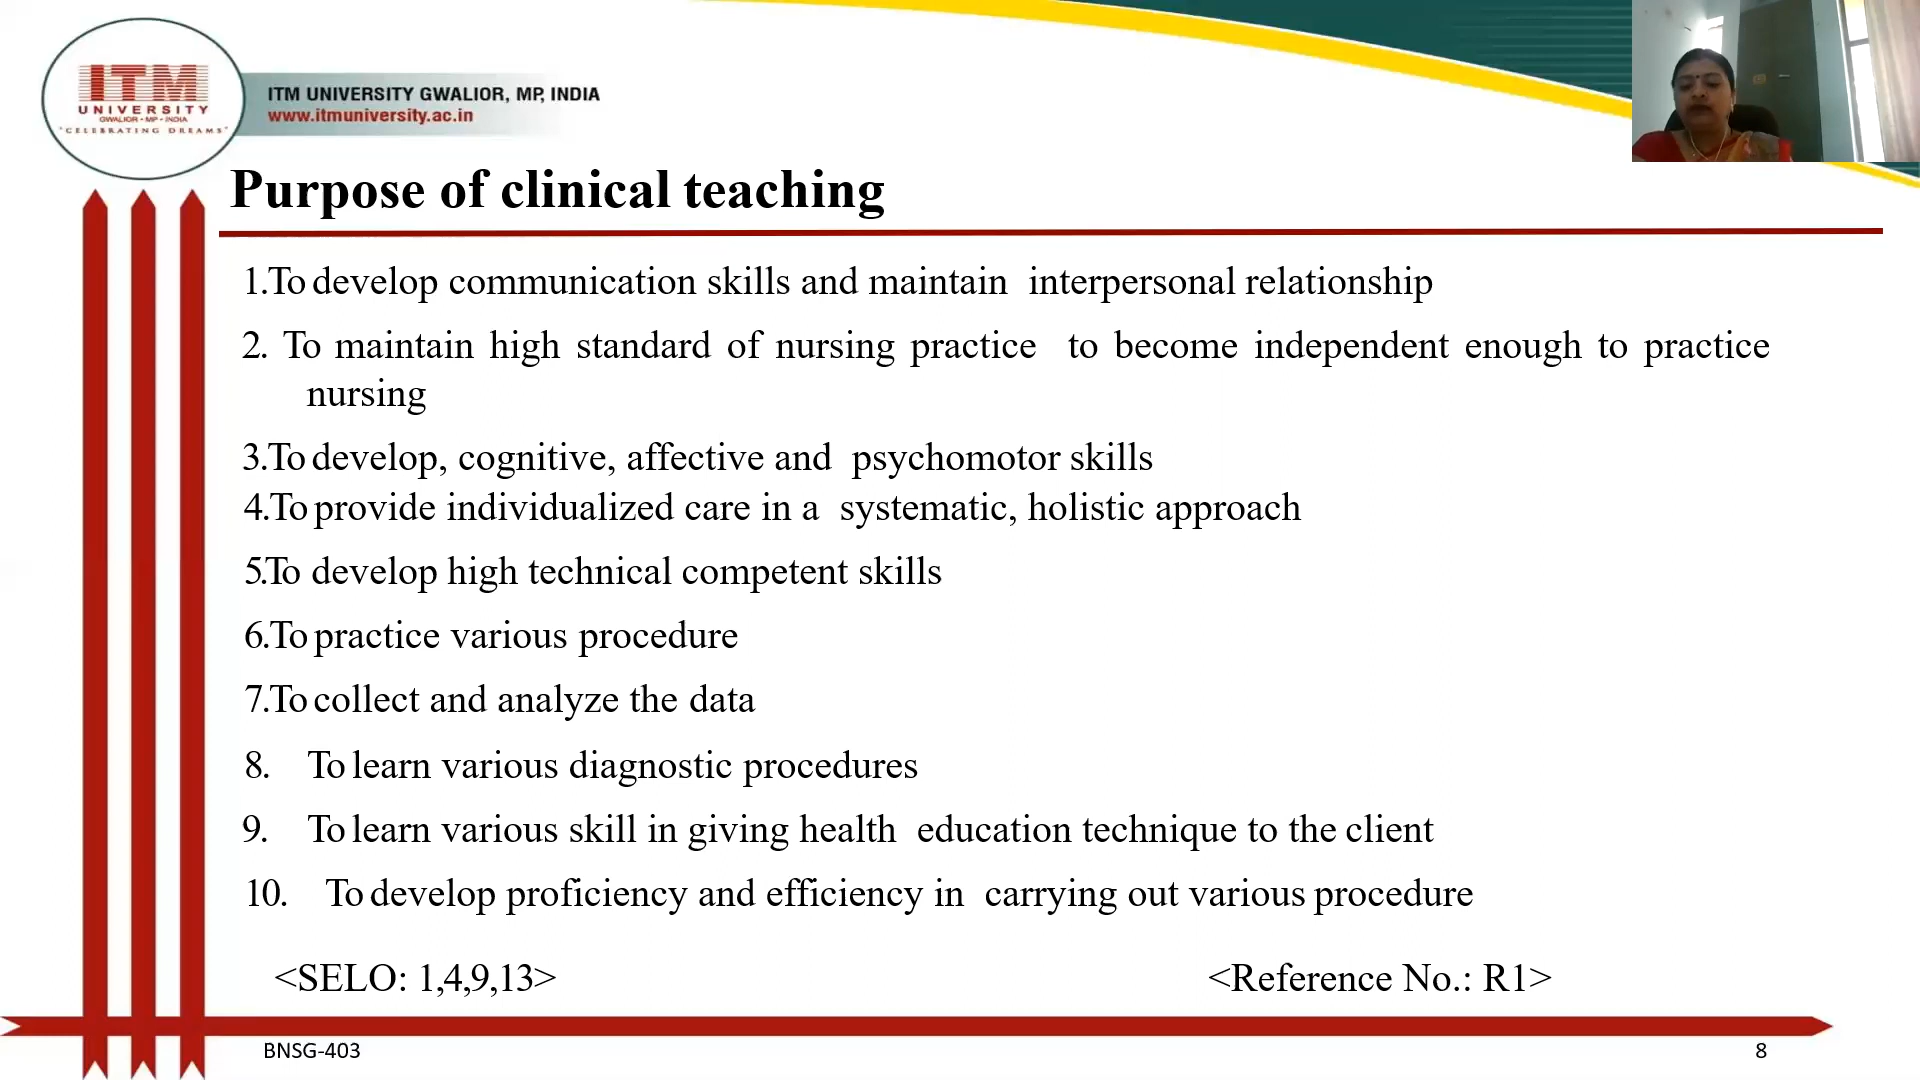 ITM
UNIVERSITY
GWALIOR • MP • INDIA
"CELEBRATING DREAMS"
ITM UNIVERSITY GWALIOR, MP, INDIA
www.itmuniversity.ac.in
Purpose of clinical teaching
1.To develop communication skills and maintain interpersonal relationship
2. To maintain high standard of nursing practice to become independent enough to practice
nursing
3.To develop, cognitive, affective and psychomotor skills
4.To provide individualized care in a systematic, holistic approach
5.To develop high technical competent skills
6.To practice various procedure
7.To collect and analyze the data
8. To learn various diagnostic procedures
9. To learn various skill in giving health education technique to the client
10. To develop proficiency and efficiency in carrying out various procedure
<SELO: 1,4,9,13> <Reference No.: R1>
BNSG-403 8